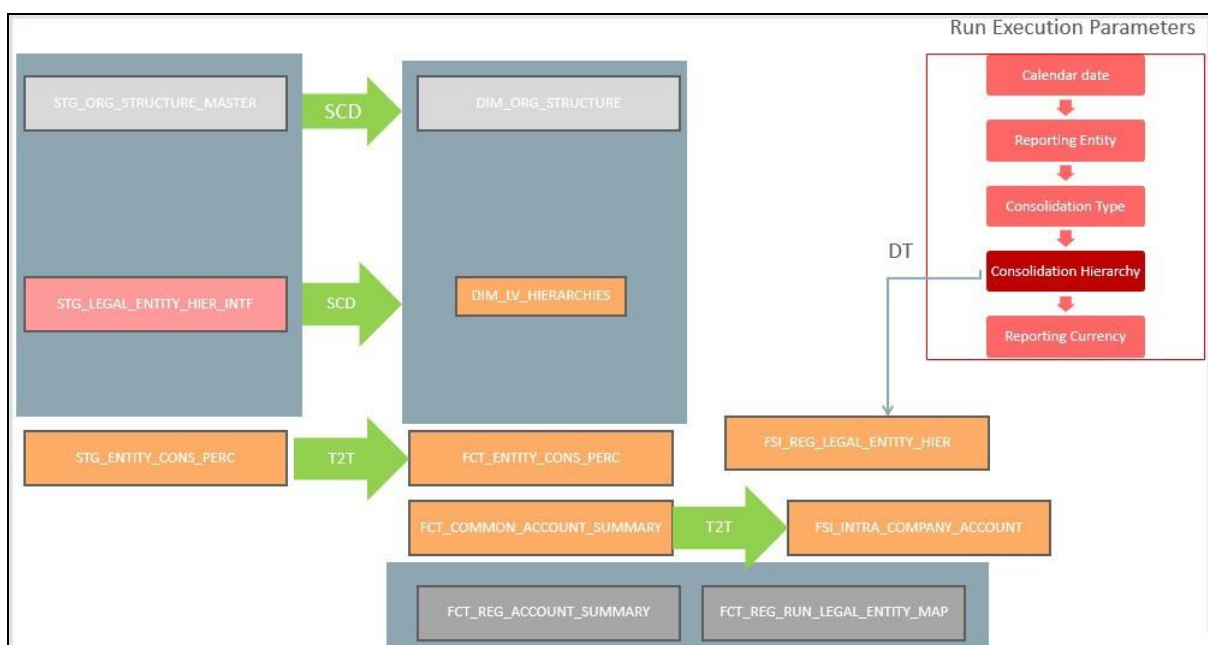 Run Execution Parameters
STG_ORG_STRUCTURE_MASTER
SCD
DIM_ORG_STRUCTURE
Calendar date
Reporting Entity
Consolidation Type
DT
Consolidation Hierarchy
Reporting Currency
STG_LEGAL_ENTITY_HIER_INTF
SCD
DIM_LV_HIERARCHIES
STG_ENTITY_CONS_PERC
T2T
FCT_ENTITY_CONS_PERC
FSI_REG_LEGAL_ENTITY_HIER
FCT_COMMON_ACCOUNT_SUMMARY
T2T
FSI_INTRA_COMPANY_ACCOUNT
FCT_REG_ACCOUNT_SUMMARY
FCT_REG_RUN_LEGAL_ENTITY_MAP